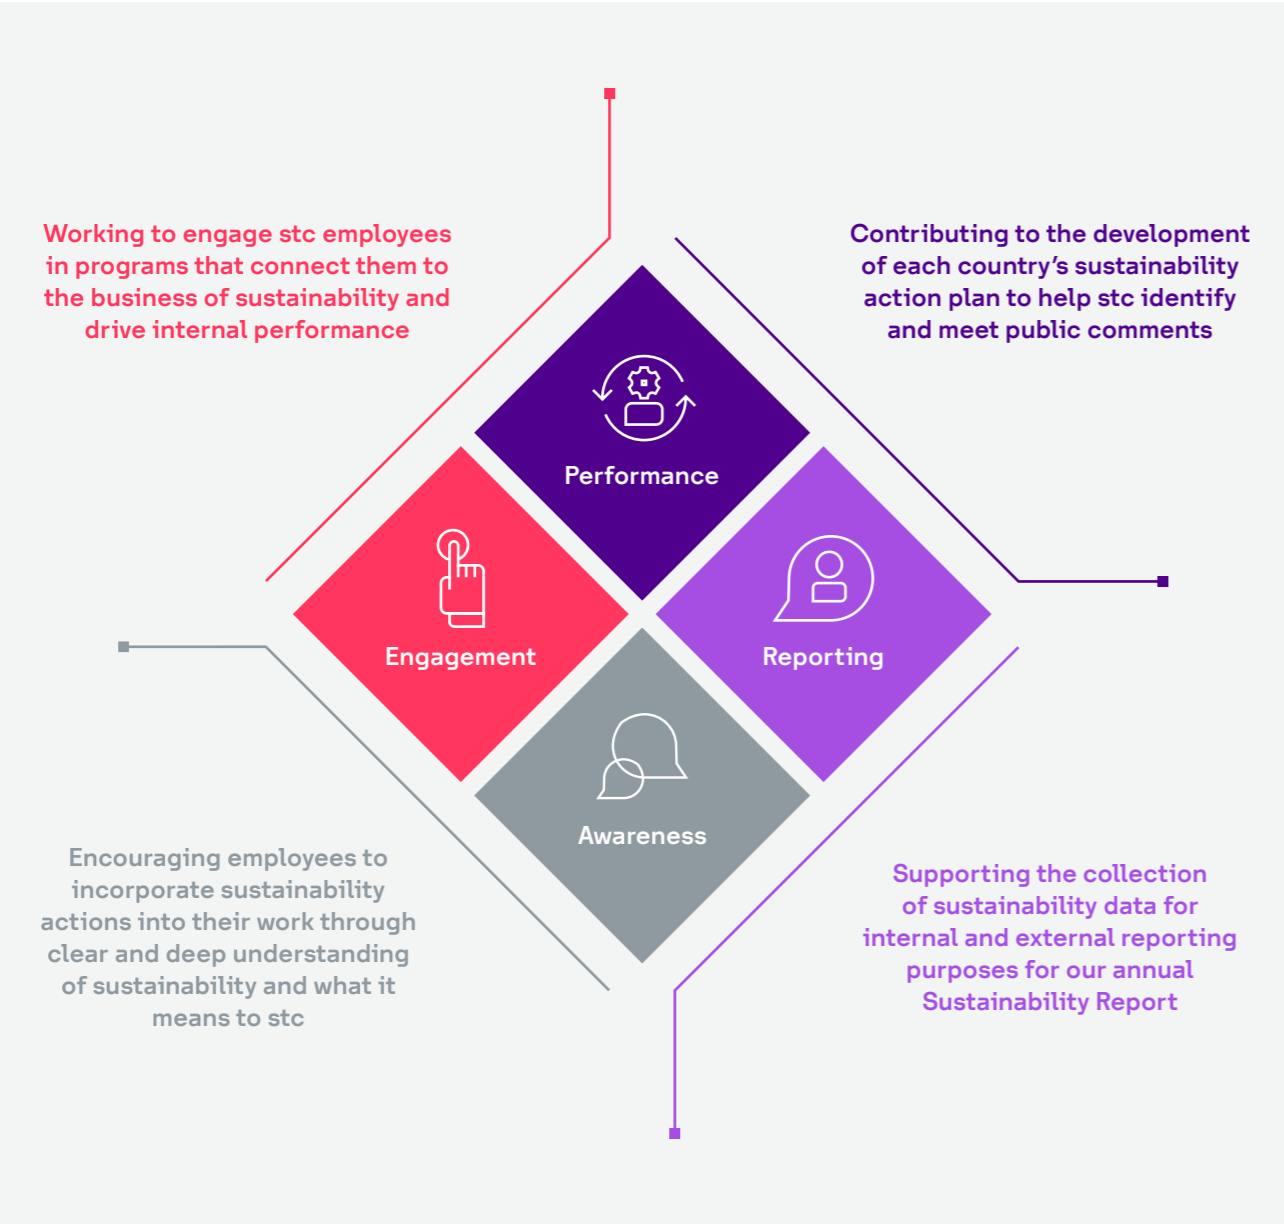 Working to engage stc employees
in programs that connect them to
the business of sustainability and
drive internal performance
Contributing to the development
of each country’s sustainability
action plan to help stc identify
and meet public comments
Performance
Engagement
Reporting
Awareness
Encouraging employees to
incorporate sustainability
actions into their work through
clear and deep understanding
of sustainability and what it
means to stc
Supporting the collection
of sustainability data for
internal and external reporting
purposes for our annual
Sustainability Report